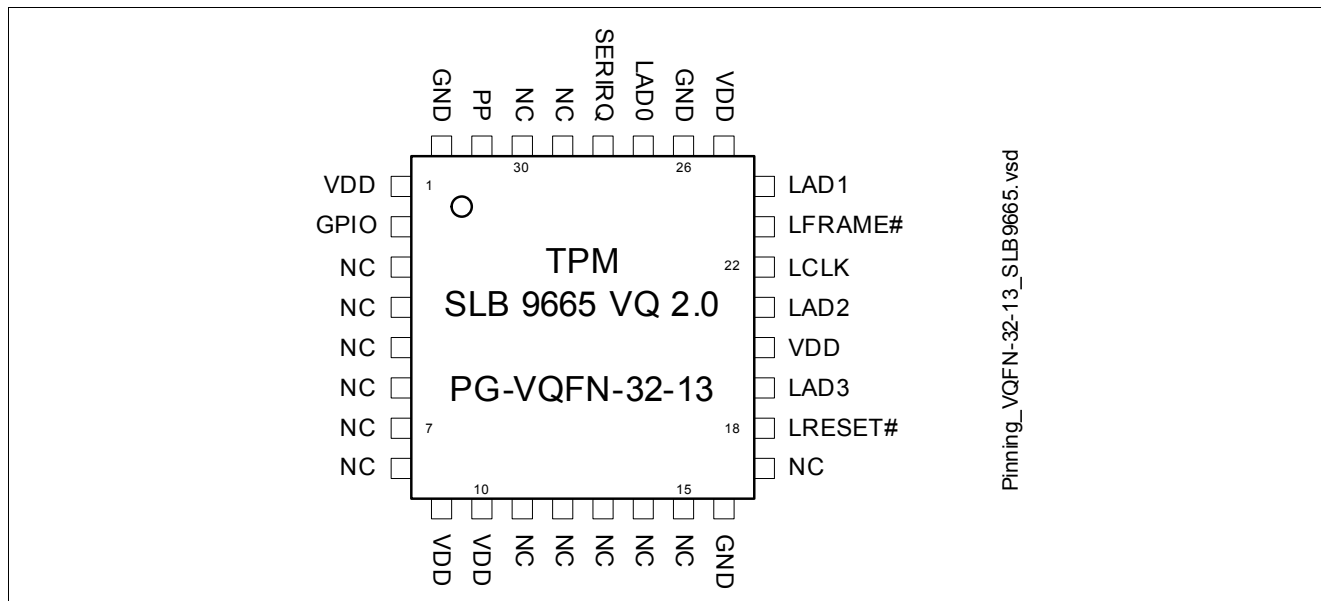 GND
PP
NC
NC
SERIRQ
LAD0
GND
VDD
30
26
VDD
1
GPIO
NC
NC
NC
NC
NC
7
NC
TPM
SLB 9665 VQ 2.0
PG-VQFN-32-13
LAD1
LFRAME#
22
LCLK
LAD2
VDD
LAD3
18
LRESET#
NC
10
15
VDD
VDD
NC
NC
NC
NC
NC
GND
Pinning_VQFN-32-13_SLB9665.vsd